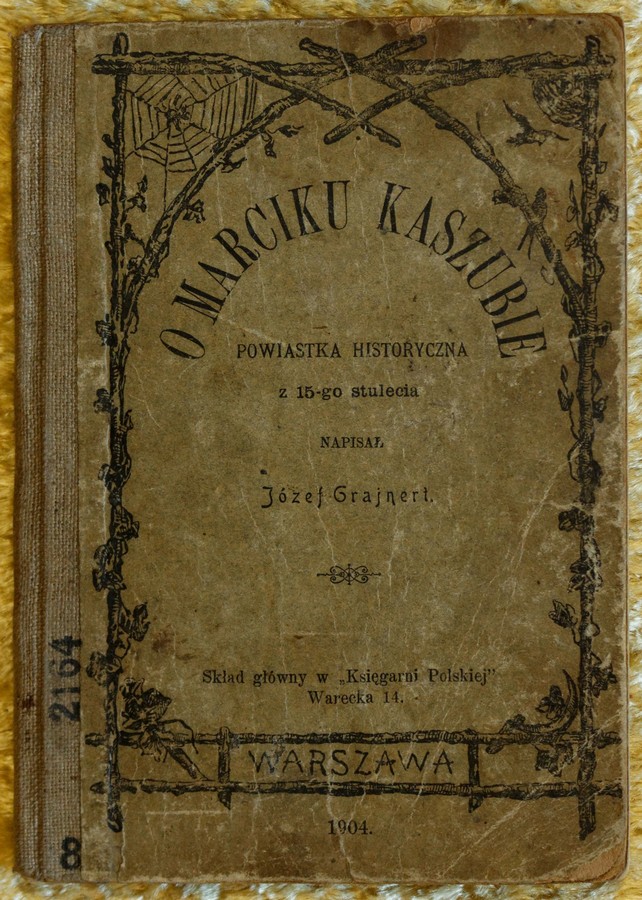 O MARCIKU KASZUBIE
POWIASTKA HISTORYCZNA
z 15-go stulecia
NAPISAŁ
Józef Grajnert.
Skład główny w „Księgarni Polskiej”
Warecka 14.
WARSZAWA
1904.
2164
8